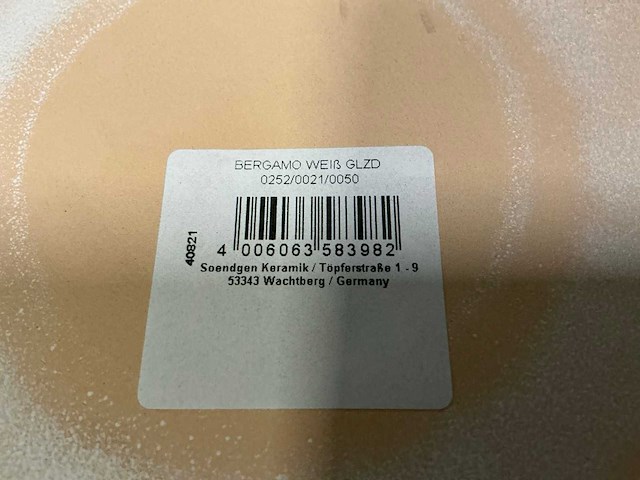 BERGAMO WEIß GLZD
0252/0021/0050
40821
4 006063 583982
Soendgen Keramik / Töpferstraße 1 - 9
53343 Wachtberg / Germany